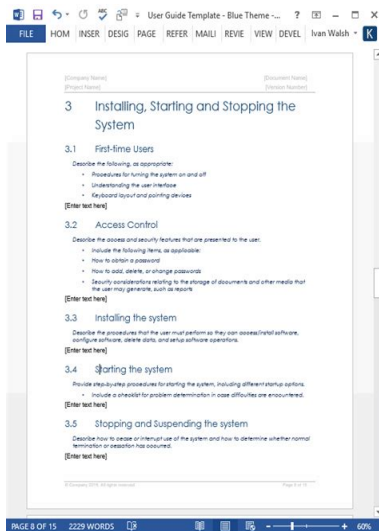 User Guide Template - Blue Theme -...
FILE HOM INSER DESIG PAGE REFER MAILI REVIE VIEW DEVEL Ivan Walsh K
[Company Name] [Document Name]
[Project Name] [Version Number]
3 Installing, Starting and Stopping the
System
3.1 First-time Users
Describe the following, as appropriate:
• Procedures for turning the system on and off
• Understanding the user interface
• Keyboard layout and pointing devices
[Enter text here]
3.2 Access Control
Describe the access and security features that are presented to the user.
• Include the following items, as applicable:
• How to obtain a password
• How to add, delete, or change passwords
• Security considerations relating to the storage of documents and other media that
the user may generate, such as reports
[Enter text here]
3.3 Installing the system
Describe the procedures that the user must perform so they can access/install software,
configure software, delete data, and setup software operations.
[Enter text here]
3.4 Starting the system
Provide step-by-step procedures for starting the system, including different startup options.
• Include a checklist for problem determination in case difficulties are encountered.
[Enter text here]
3.5 Stopping and Suspending the system
Describe how to cease or interrupt use of the system and how to determine whether normal
termination or cessation has occurred.
[Enter text here]
© Company 2015. All rights reserved. Page 8 of 15
PAGE 8 OF 15 2229 WORDS 60%